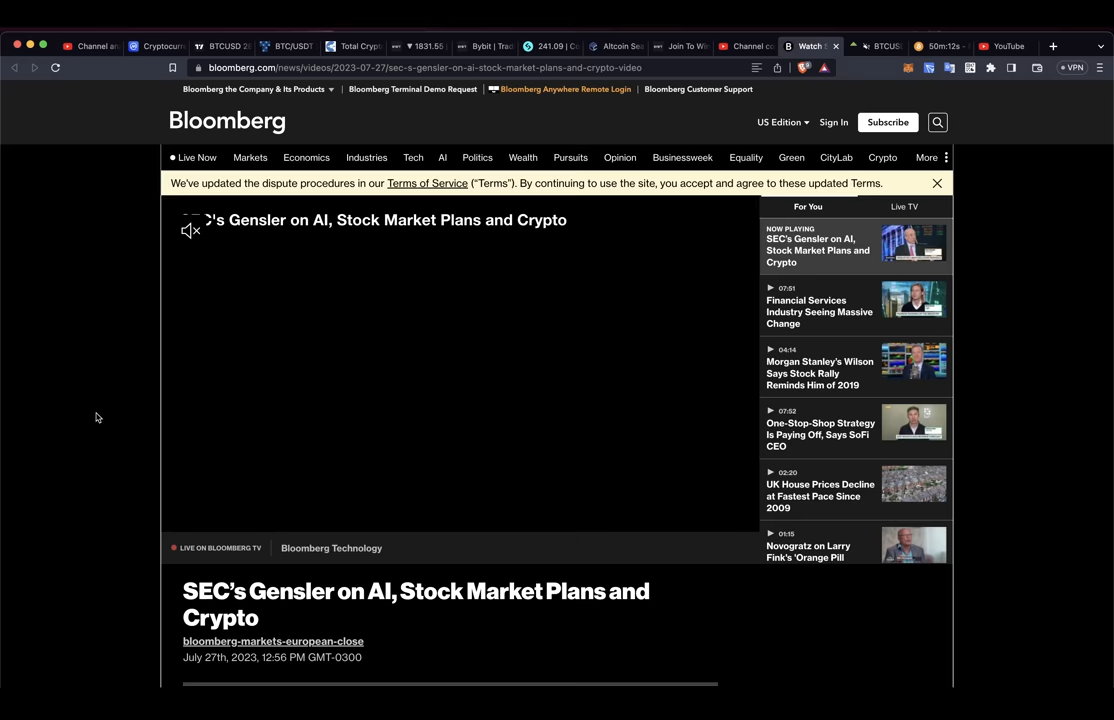 Channel an
Cryptocurr
BTCUSD 2
BTC/USDT
Total Crypt
1831.55
Bybit | Trad
241.09 | C
Altcoin Sea
Join To Wi
Channel co
Watch
BTCUS
50m:12s -
YouTube
bloomberg.com/news/videos/2023-07-27/sec-s-gensler-on-ai-stock-market-plans-and-crypto-video
VPN
Bloomberg the Company & Its Products
Bloomberg Terminal Demo Request
Bloomberg Anywhere Remote Login
Bloomberg Customer Support
Bloomberg
US Edition
Sign In
Subscribe
Live Now
Markets
Economics
Industries
Tech
AI
Politics
Wealth
Pursuits
Opinion
Businessweek
Equality
Green
CityLab
Crypto
More
We've updated the dispute procedures in our Terms of Service ("Terms"). By continuing to use the site, you accept and agree to these updated Terms.
's Gensler on AI, Stock Market Plans and Crypto
For You
Live TV
NOW PLAYING
SEC's Gensler on AI,
Stock Market Plans and
Crypto
07:51
Financial Services
Industry Seeing Massive
Change
04:14
Morgan Stanley's Wilson
Says Stock Rally
Reminds Him of 2019
07:52
One-Stop-Shop Strategy
Is Paying Off, Says SoFi
CEO
02:20
UK House Prices Decline
at Fastest Pace Since
2009
01:15
Novogratz on Larry
Fink's 'Orange Pill
LIVE ON BLOOMBERG TV
Bloomberg Technology
SEC's Gensler on AI, Stock Market Plans and
Crypto
bloomberg-markets-european-close
July 27th, 2023, 12:56 PM GMT-0300